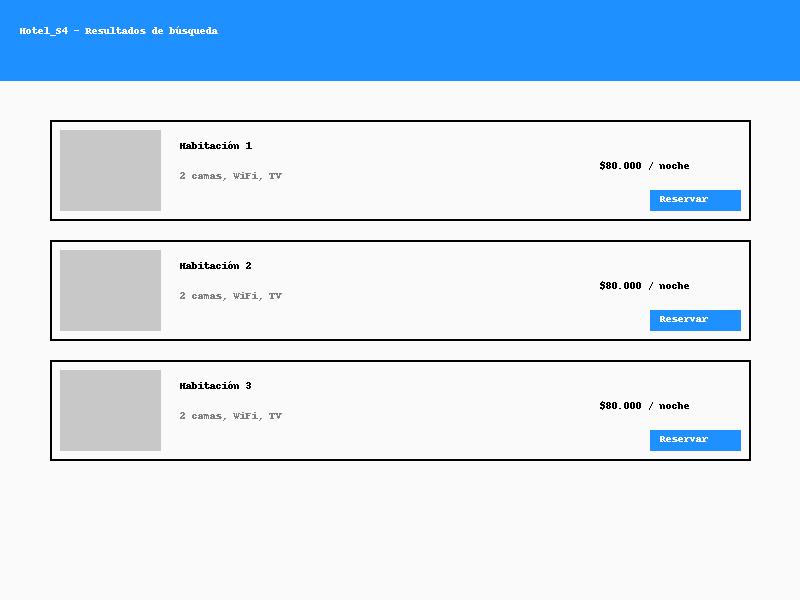 Hotel_S4 - Resultados de búsqueda
Habitación 1
$80.000 / noche
2 camas, WiFi, TV
Reservar
Habitación 2
$80.000 / noche
2 camas, WiFi, TV
Reservar
Habitación 3
$80.000 / noche
2 camas, WiFi, TV
Reservar